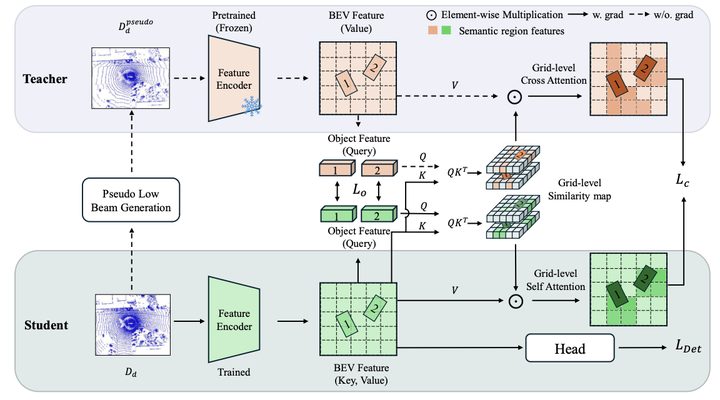 D_d^pseudo
Pretrained
(Frozen)
BEV Feature
(Value)
Element-wise Multiplication
w. grad
w/o. grad
Semantic region features
Teacher
Feature
Encoder
1
2
V
Grid-level
Cross Attention
1
2
Object Feature
(Query)
1
2
Q
K
QK^T
2
Pseudo Low
Beam Generation
L_o
Grid-level
Similarity map
L_c
1
2
Q
K
QK^T
Object Feature
(Query)
Student
Feature
Encoder
1
2
V
Grid-level
Self Attention
1
2
D_d
Trained
BEV Feature
(Key, Value)
Head
L_Det